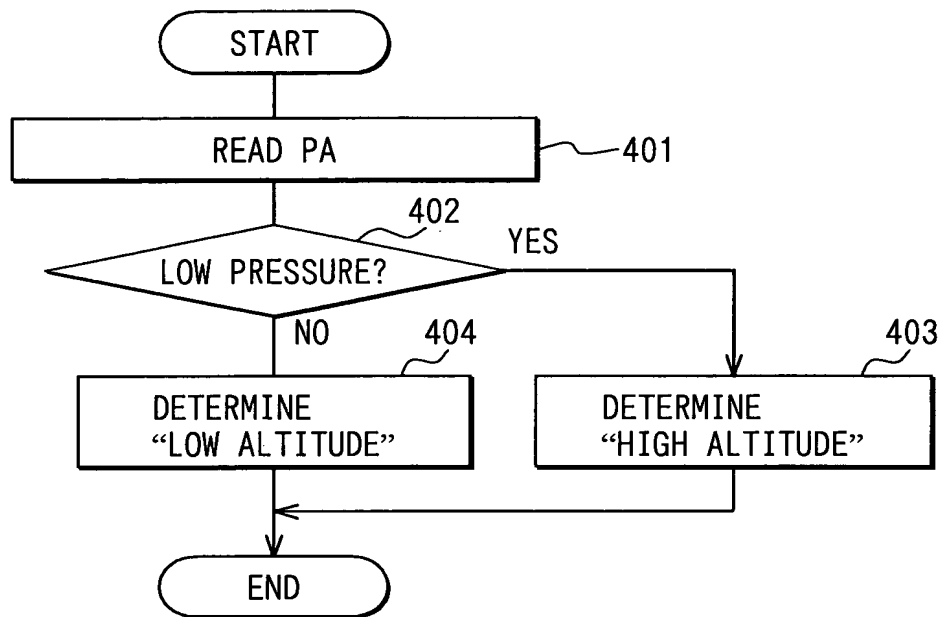 START
READ PA
401
402
LOW PRESSURE?
YES
NO
404
403
DETERMINE
“LOW ALTITUDE”
DETERMINE
“HIGH ALTITUDE”
END